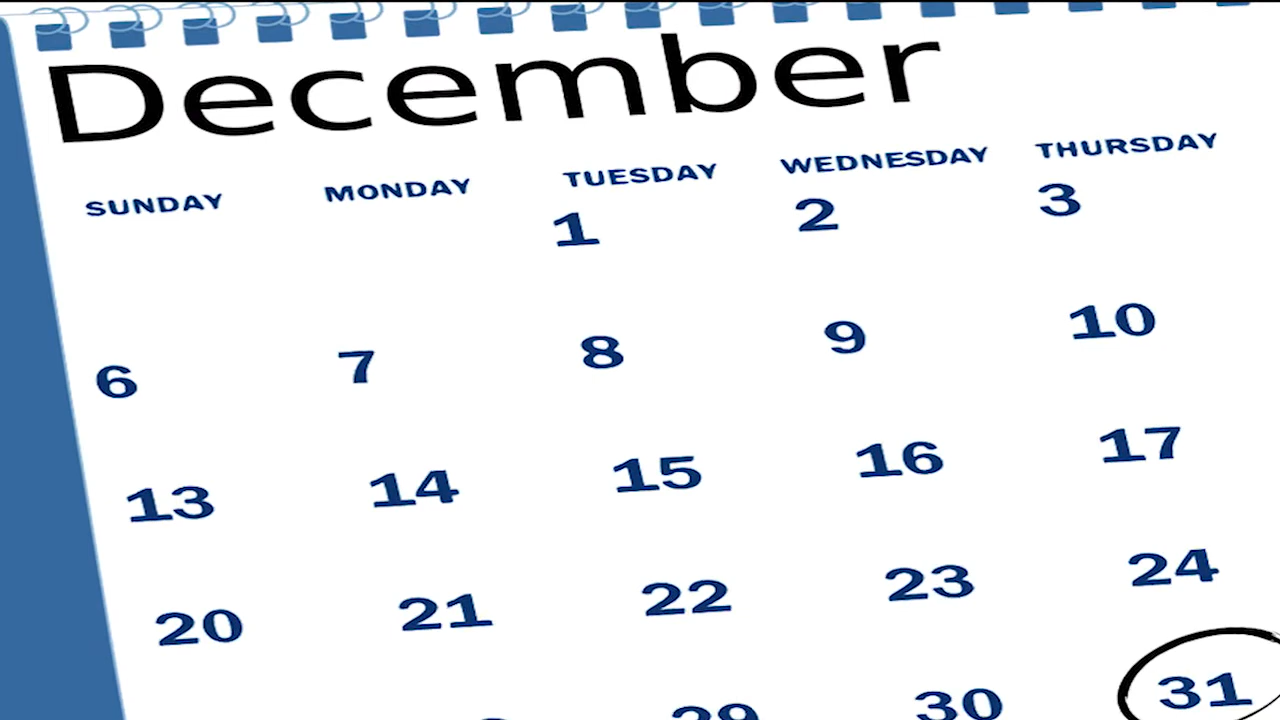 December
SUNDAY MONDAY TUESDAY WEDNESDAY THURSDAY
1 2 3
6 7 8 9 10
13 14 15 16 17
20 21 22 23 24
29 30 31